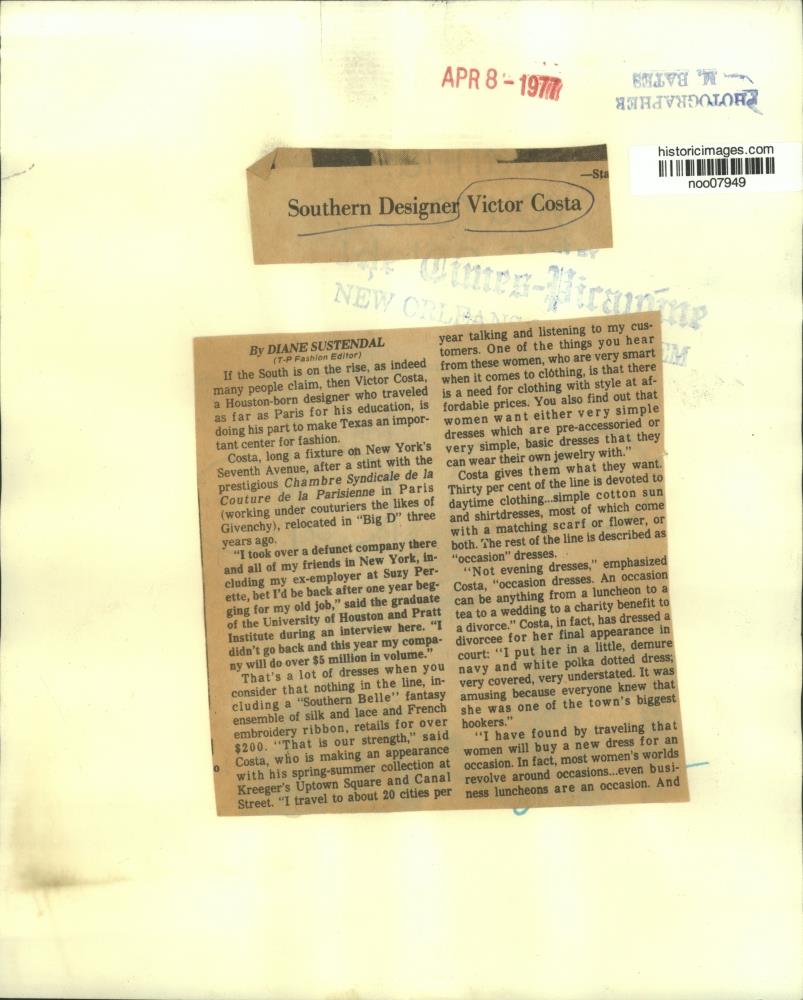 APR 8 - 1977
PHOTOGRAPHER
M. BATES
historicimages.com
noo07949
—Sta
Southern Designer Victor Costa
The Times-Picayune
NEW ORLEANS
By DIANE SUSTENDAL
(T-P Fashion Editor)
If the South is on the rise, as indeed
many people claim, then Victor Costa,
a Houston-born designer who traveled
as far as Paris for his education, is
doing his part to make Texas an impor-
tant center for fashion.
Costa, long a fixture on New York's
Seventh Avenue, after a stint with the
prestigious Chambre Syndicale de la
Couture de la Parisienne in Paris
(working under couturiers the likes of
Givenchy), relocated in "Big D" three
years ago.
"I took over a defunct company there
and all of my friends in New York, in-
cluding my ex-employer at Suzy Per-
ette, bet I'd be back after one year beg-
ging for my old job," said the graduate
of the University of Houston and Pratt
Institute during an interview here. "I
didn't go back and this year my compa-
ny will do over $5 million in volume."
That's a lot of dresses when you
consider that nothing in the line, in-
cluding a "Southern Belle" fantasy
ensemble of silk and lace and French
embroidery ribbon, retails for over
$200. "That is our strength," said
Costa, who is making an appearance
with his spring-summer collection at
Kreeger's Uptown Square and Canal
Street. "I travel to about 20 cities per
year talking and listening to my cus-
tomers. One of the things you hear
from these women, who are very smart
when it comes to clothing, is that there
is a need for clothing with style at af-
fordable prices. You also find out that
women want either very simple
dresses which are pre-accessoried or
very simple, basic dresses that they
can wear their own jewelry with."
Costa gives them what they want.
Thirty per cent of the line is devoted to
daytime clothing...simple cotton sun
and shirtdresses, most of which come
with a matching scarf or flower, or
both. The rest of the line is described as
"occasion" dresses.
"Not evening dresses," emphasized
Costa, "occasion dresses. An occasion
can be anything from a luncheon to a
tea to a wedding to a charity benefit to
a divorce." Costa, in fact, has dressed a
divorcee for her final appearance in
court: "I put her in a little, demure
navy and white polka dotted dress;
very covered, very understated. It was
amusing because everyone knew that
she was one of the town's biggest
hookers."
"I have found by traveling that
women will buy a new dress for an
occasion. In fact, most women's worlds
revolve around occasions...even busi-
ness luncheons are an occasion. And